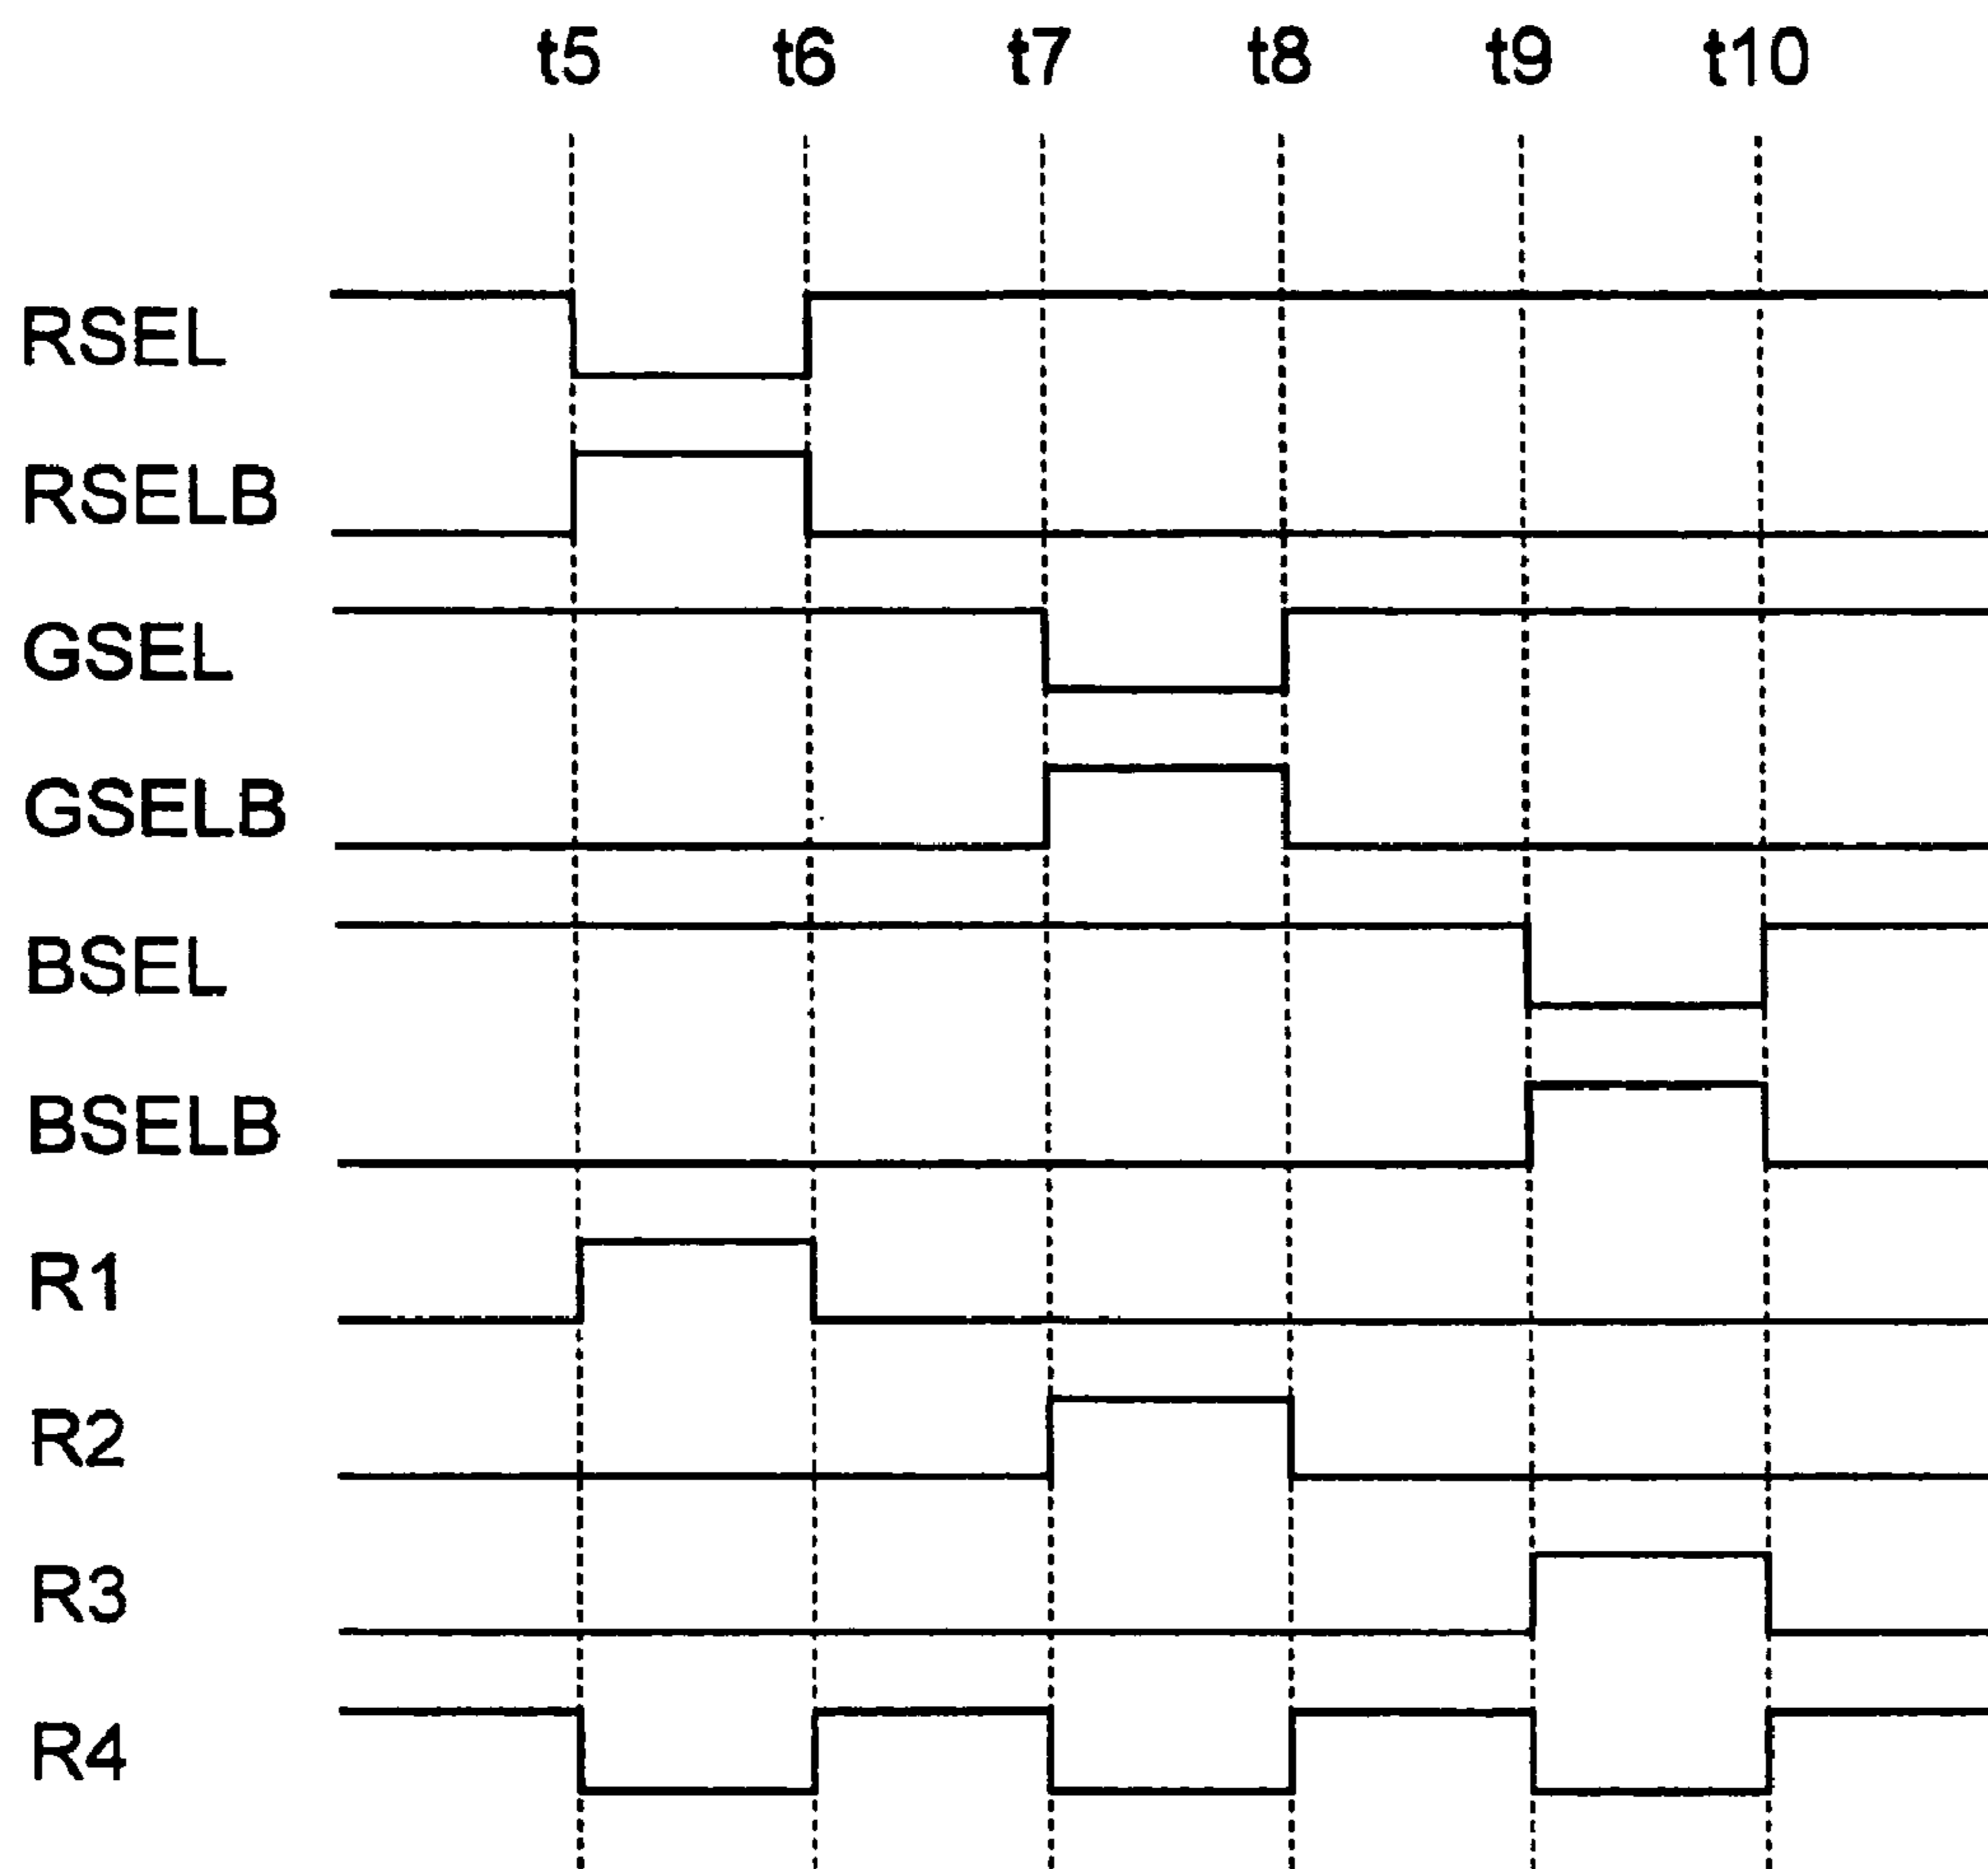 t5 t6 t7 t8 t9 t10
RSEL
RSELB
GSEL
GSELB
BSEL
BSELB
R1
R2
R3
R4